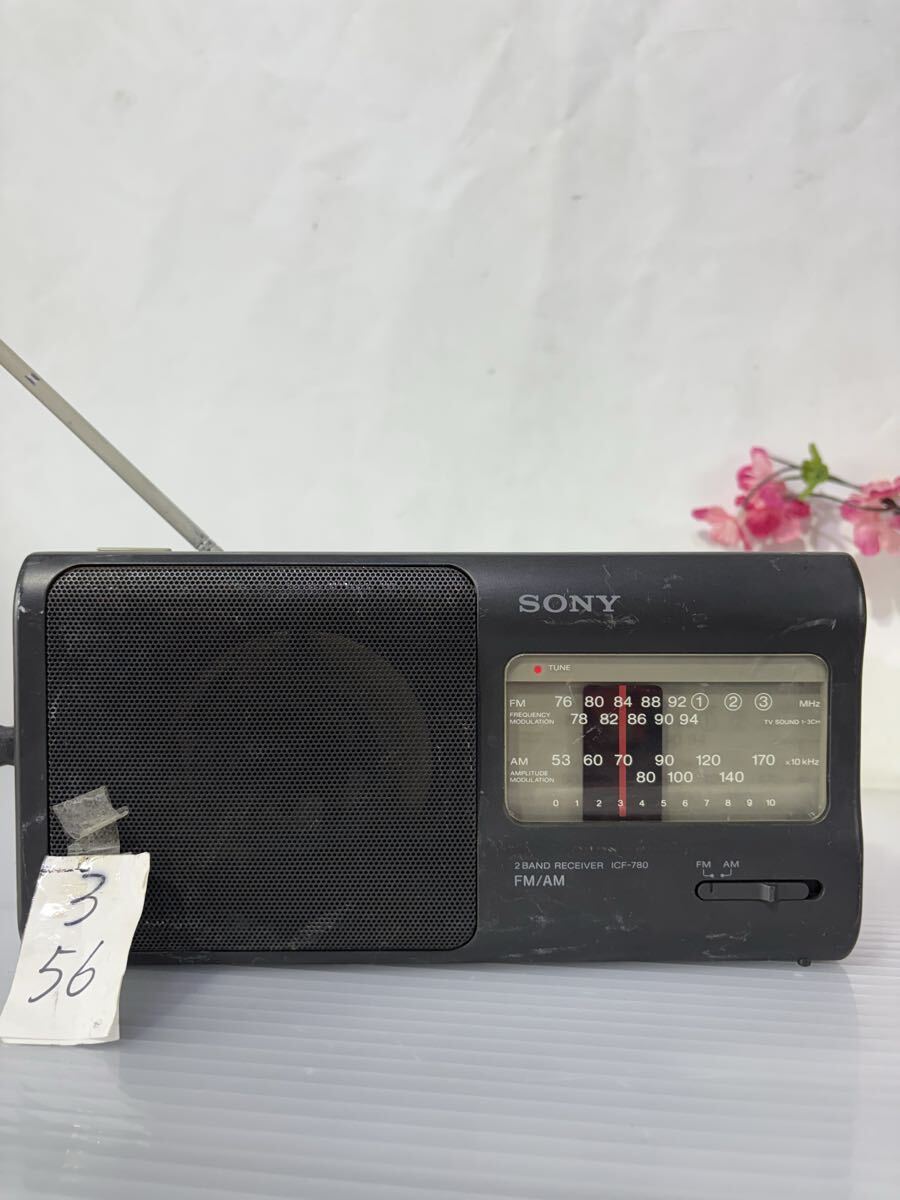 SONY
TUNE
FM 76 80 84 88 92 ① ② ③ MHz
FREQUENCY MODULATION 78 82 86 90 94 TV SOUND 1-3CH
AM 53 60 70 90 120 170 ×10 kHz
AMPLITUDE MODULATION 80 100 140
0 1 2 3 4 5 6 7 8 9 10
2 BAND RECEIVER ICF-780
FM/AM
FM AM
3
56